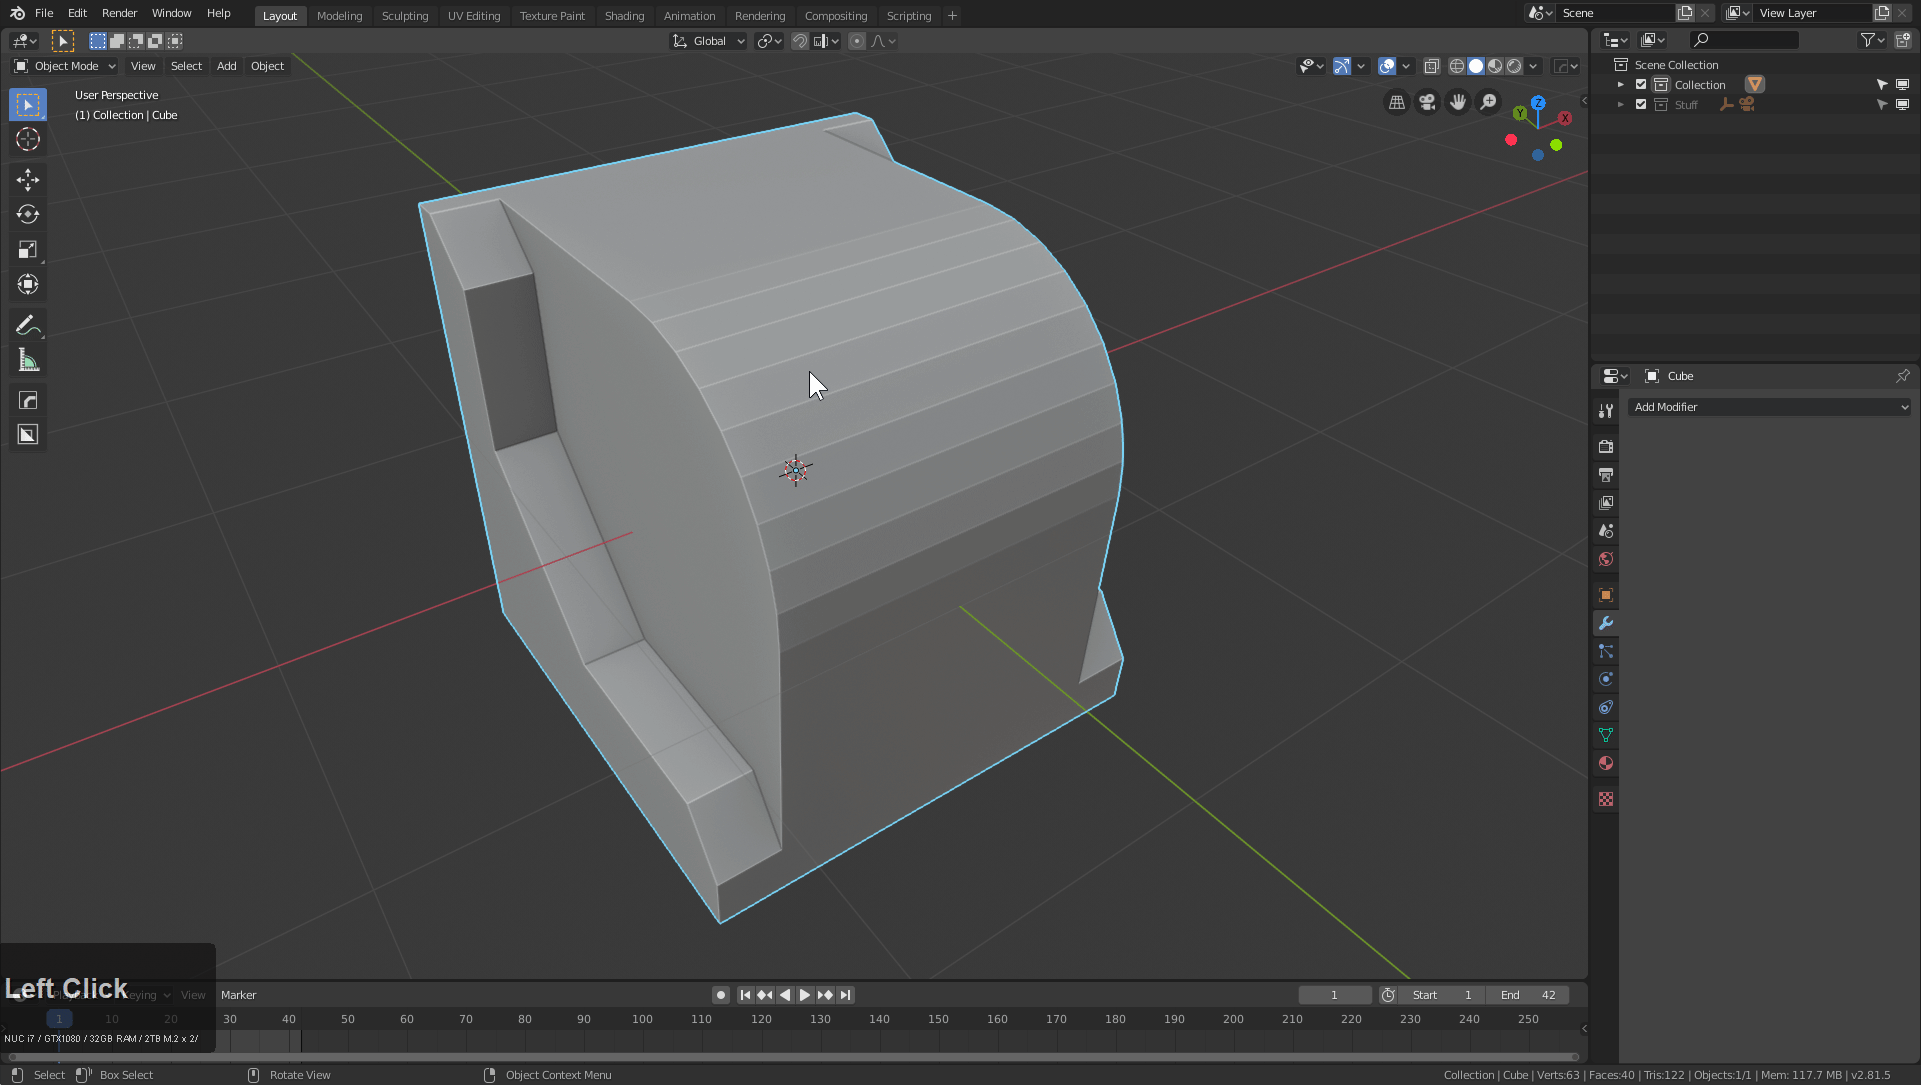 File Edit Render Window Help
Layout Modeling Sculpting UV Editing Texture Paint Shading Animation Rendering Compositing Scripting
Scene
View Layer
Global
Object Mode View Select Add Object
User Perspective
(1) Collection | Cube
Z
Y
X
Scene Collection
Collection
Stuff
Cube
Add Modifier
Left Click
Keying View Marker
1 Start 1 End 42
1 10 20 30 40 50 60 70 80 90 100 110 120 130 140 150 160 170 180 190 200 210 220 230 240 250
NUC i7 / GTX1080 / 32GB RAM / 2TB M.2 x 2/
Select Box Select Rotate View Object Context Menu
Collection | Cube | Verts:63 | Faces:40 | Tris:122 | Objects:1/1 | Mem: 117.7 MB | v2.81.5